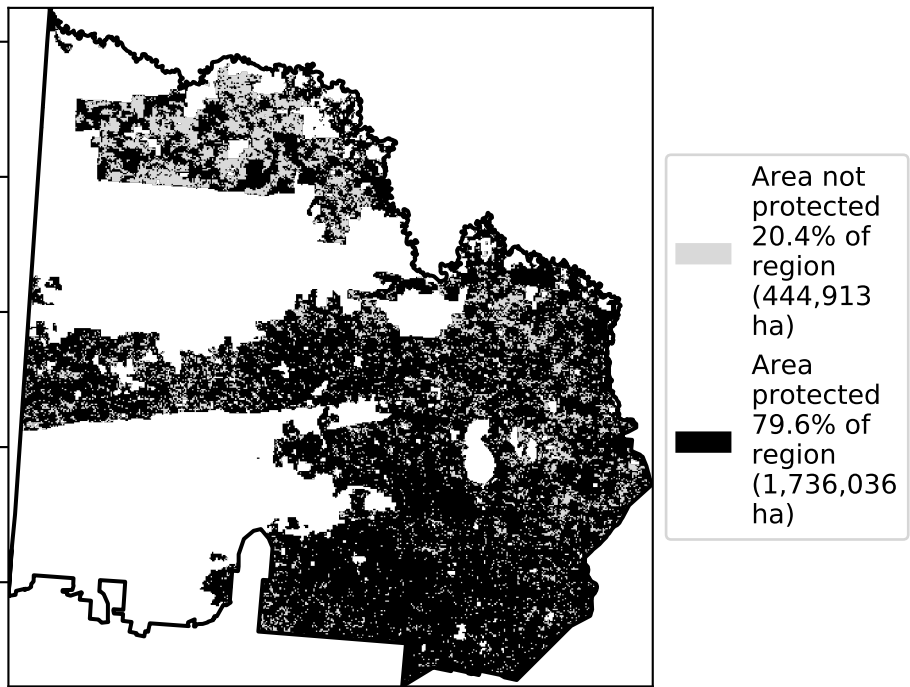 Area not
protected
20.4% of
region
(444,913
ha)
Area
protected
79.6% of
region
(1,736,036
ha)